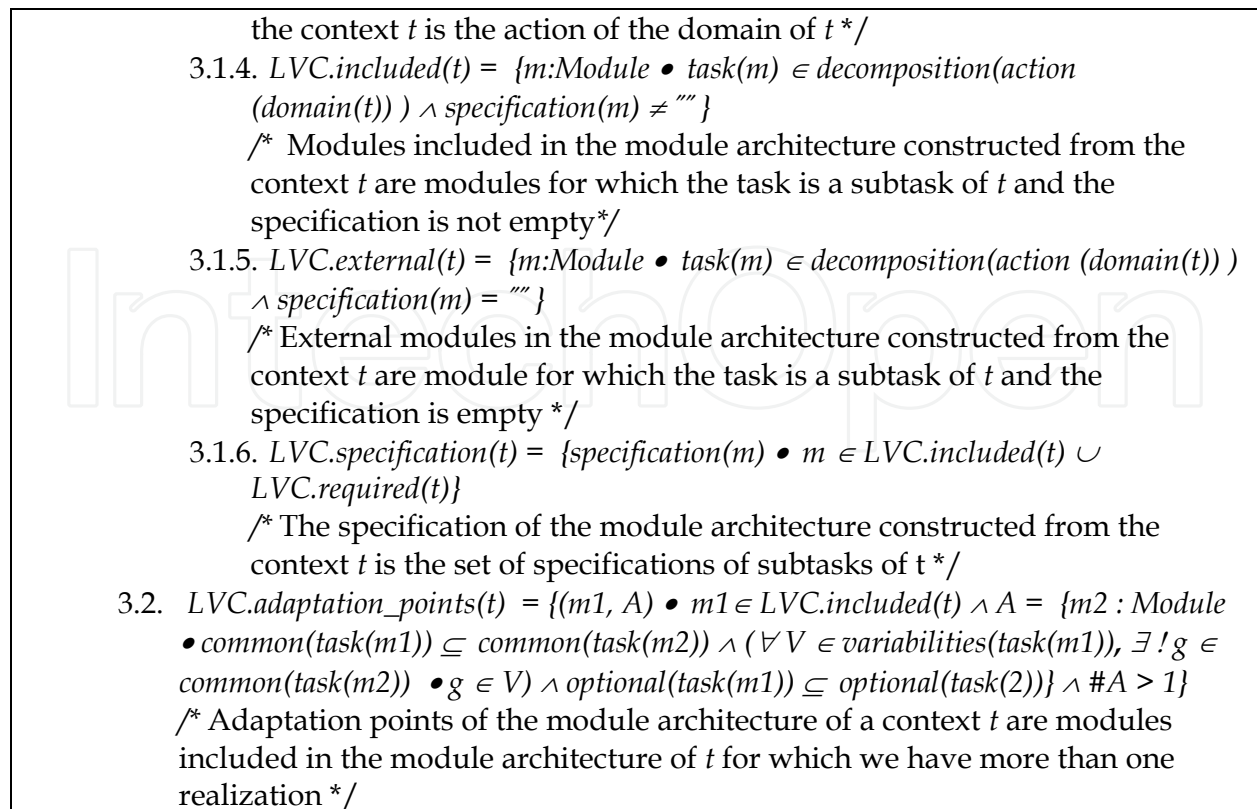 the context t is the action of the domain of t */
3.1.4. LVC.included(t) = {m:Module • task(m) ∈ decomposition(action
(domain(t)) ) ∧ specification(m) ≠ "" }
/* Modules included in the module architecture constructed from the
context t are modules for which the task is a subtask of t and the
specification is not empty*/
3.1.5. LVC.external(t) = {m:Module • task(m) ∈ decomposition(action (domain(t)) )
∧ specification(m) = "" }
/* External modules in the module architecture constructed from the
context t are module for which the task is a subtask of t and the
specification is empty */
3.1.6. LVC.specification(t) = {specification(m) • m ∈ LVC.included(t) ∪
LVC.required(t)}
/* The specification of the module architecture constructed from the
context t is the set of specifications of subtasks of t */
3.2. LVC.adaptation_points(t) = {(m1, A) • m1∈ LVC.included(t) ∧ A = {m2 : Module
• common(task(m1)) ⊆ common(task(m2)) ∧ (∀ V ∈ variabilities(task(m1)), ∃ ! g ∈
common(task(m2)) • g ∈ V) ∧ optional(task(m1)) ⊆ optional(task(2))} ∧ #A > 1}
/* Adaptation points of the module architecture of a context t are modules
included in the module architecture of t for which we have more than one
realization */
IntechOpen